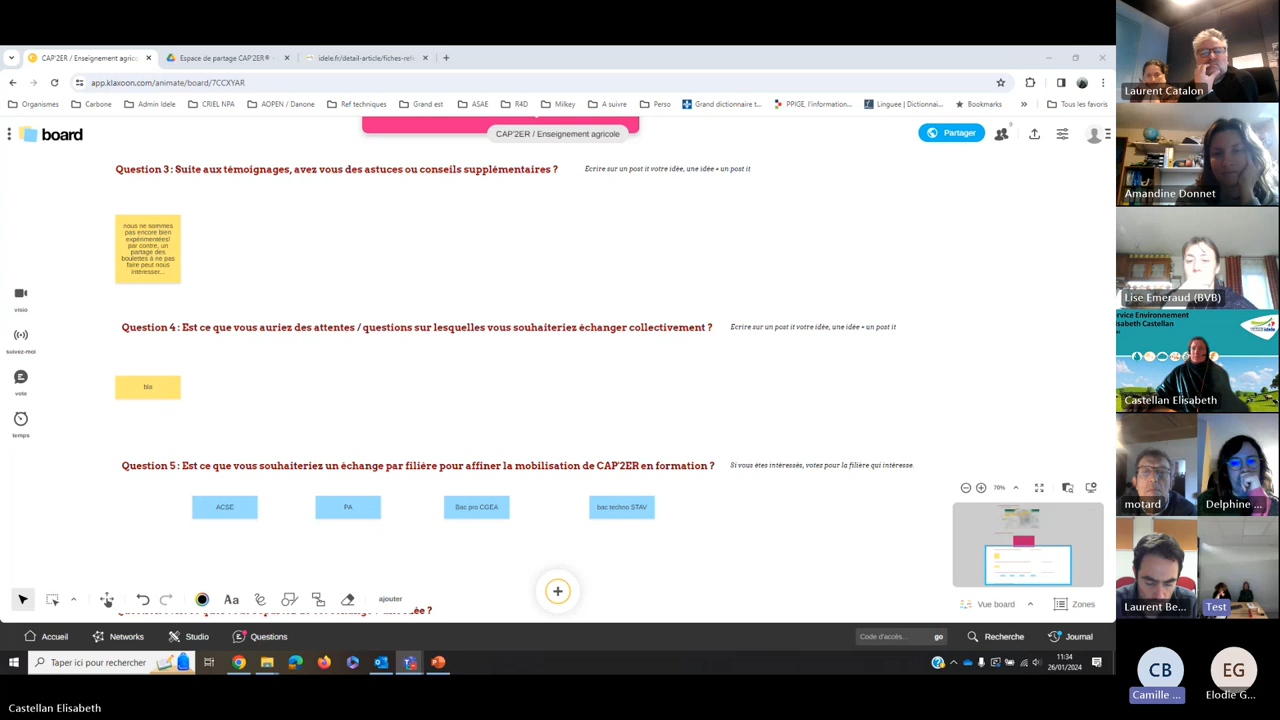 CAP'2ER / Enseignement agrico
Espace de partage CAP'2ER®
idele.fr/detail-article/fiches-refe
app.klaxoon.com/animate/board/7CCXYAR
Organismes
Carbone
Admin Idele
CRIEL NPA
AOPEN / Danone
Ref techniques
Grand est
ASAE
R4D
Milkey
A suivre
Perso
Grand dictionnaire t...
PPIGE, l'information...
Linguee | Dictionnai...
Bookmarks
Tous les favoris
board
CAP'2ER / Enseignement agricole
Partager
9
Question 3 : Suite aux témoignages, avez vous des astuces ou conseils supplémentaires ?
Ecrire sur un post it votre idée, une idée = un post it
nous ne sommes
pas encore bien
expérimentées!
par contre, un
partage des
boulettes à ne pas
faire peut nous
intéresser...
visio
suivez-moi
vote
temps
Question 4 : Est ce que vous auriez des attentes / questions sur lesquelles vous souhaiteriez échanger collectivement ?
Ecrire sur un post it votre idée, une idée = un post it
bla
Question 5 : Est ce que vous souhaiteriez un échange par filière pour affiner la mobilisation de CAP'2ER en formation ?
Si vous êtes intéressés, votez pour la filière qui intéresse.
ACSE
PA
Bac pro CGEA
bac techno STAV
70%
Aa
ajouter
Vue board
Zones
Accueil
Networks
Studio
Questions
Code d'accès...
go
Recherche
Journal
Taper ici pour rechercher
11:34
26/01/2024
Castellan Elisabeth
Laurent Catalon
Amandine Donnet
Lise Emeraud (BVB)
rvice Environnement
isabeth Castellan
idele
Castellan Elisabeth
motard
Delphine ...
Laurent Be...
Test
CB
Camille ...
EG
Elodie G...